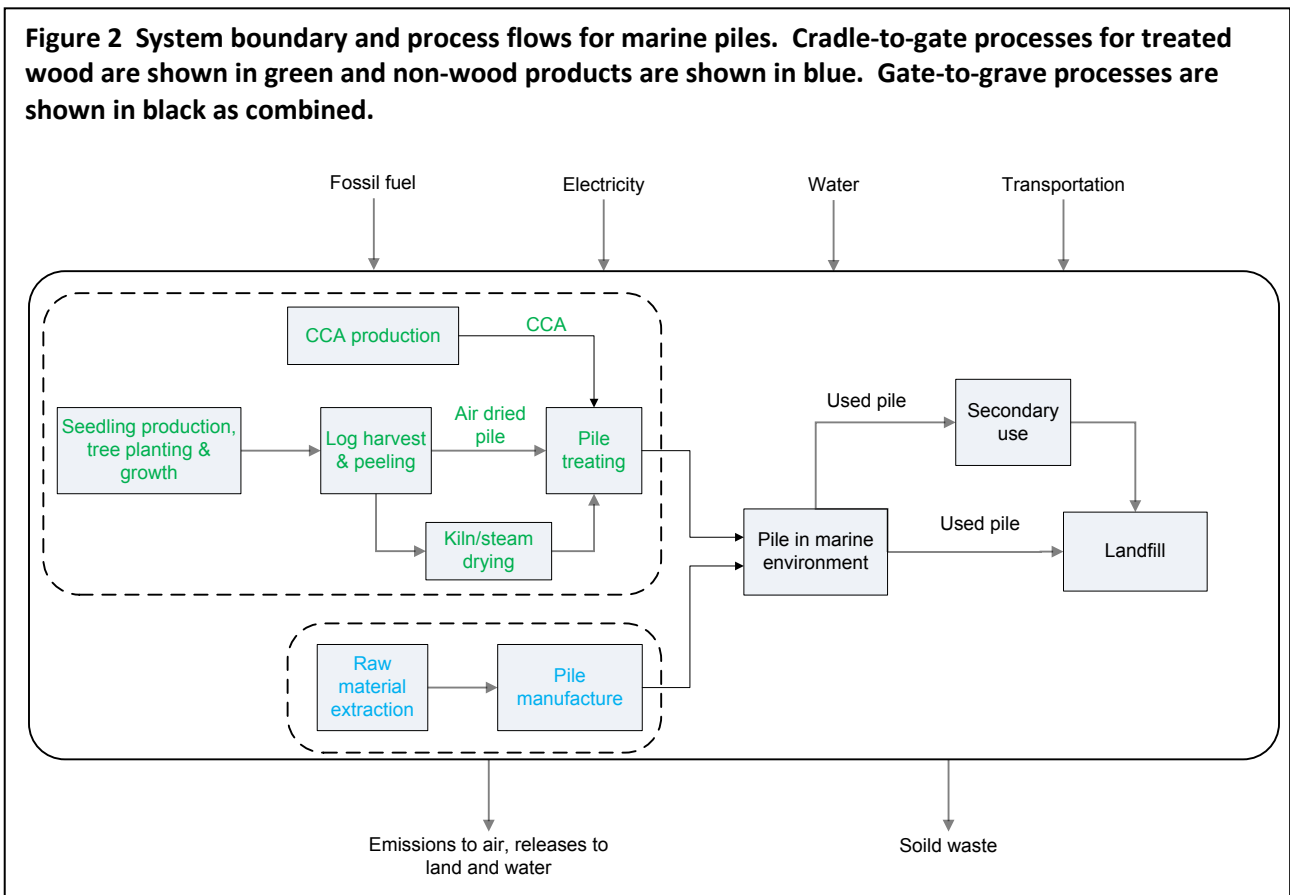 Figure 2  System boundary and process flows for marine piles.  Cradle-to-gate processes for treated
wood are shown in green and non-wood products are shown in blue.  Gate-to-grave processes are
shown in black as combined.
Fossil fuel
Electricity
Water
Transportation
CCA production
CCA
Seedling production,
tree planting &
growth
Log harvest
& peeling
Air dried
pile
Pile
treating
Kiln/steam
drying
Used pile
Secondary
use
Pile in marine
environment
Used pile
Landfill
Raw
material
extraction
Pile
manufacture
Emissions to air, releases to
land and water
Soild waste